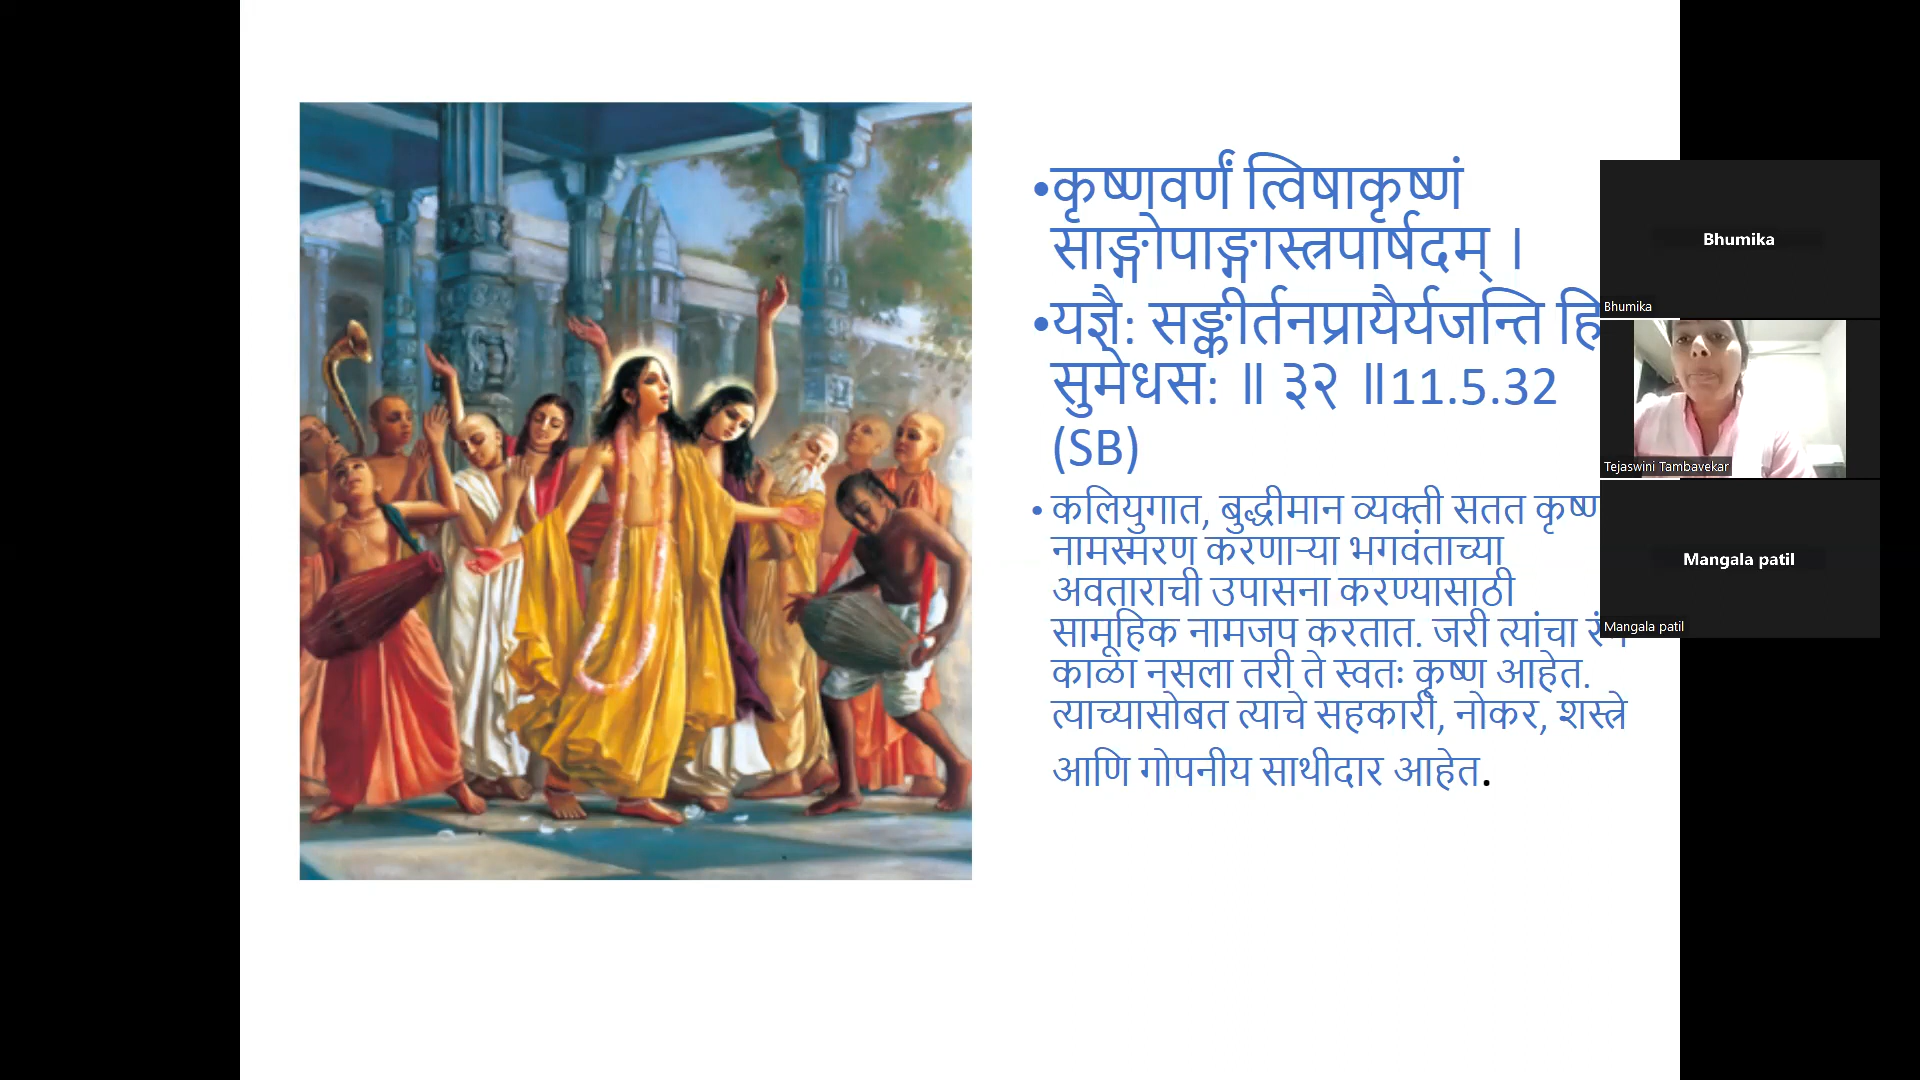 •कृष्णवर्णं त्विषाकृष्णं
साङ्गोपाङ्गास्त्रपार्षदम् ।
•यज्ञै: सङ्कीर्तनप्रायैर्यजन्ति हि
सुमेधस: ॥ ३२ ॥11.5.32
(SB)
• कलियुगात, बुद्धीमान व्यक्ती सतत कृष्ण
नामस्मरण करणाऱ्या भगवंताच्या
अवताराची उपासना करण्यासाठी
सामूहिक नामजप करतात. जरी त्यांचा
काळा नसला तरी ते स्वतः कृष्ण आहेत.
त्याच्यासोबत त्याचे सहकारी, नोकर, शस्त्रे
आणि गोपनीय साथीदार आहेत.
Bhumika
Bhumika
Tejaswini Tambavekar
Mangala patil
Mangala patil